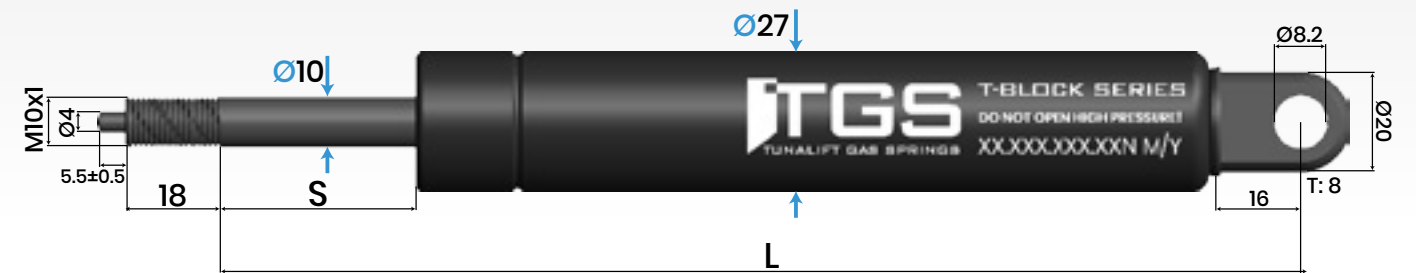 Ø27
Ø8.2
Ø10
M10x1
Ø4
TGS
TUNALIFT GAS SPRINGS
T-BLOCK SERIES
DO NOT OPEN HIGH PRESSURE!
XX.XXX.XXX.XXN M/Y
Ø20
5.5±0.5
18
S
16
T: 8
L